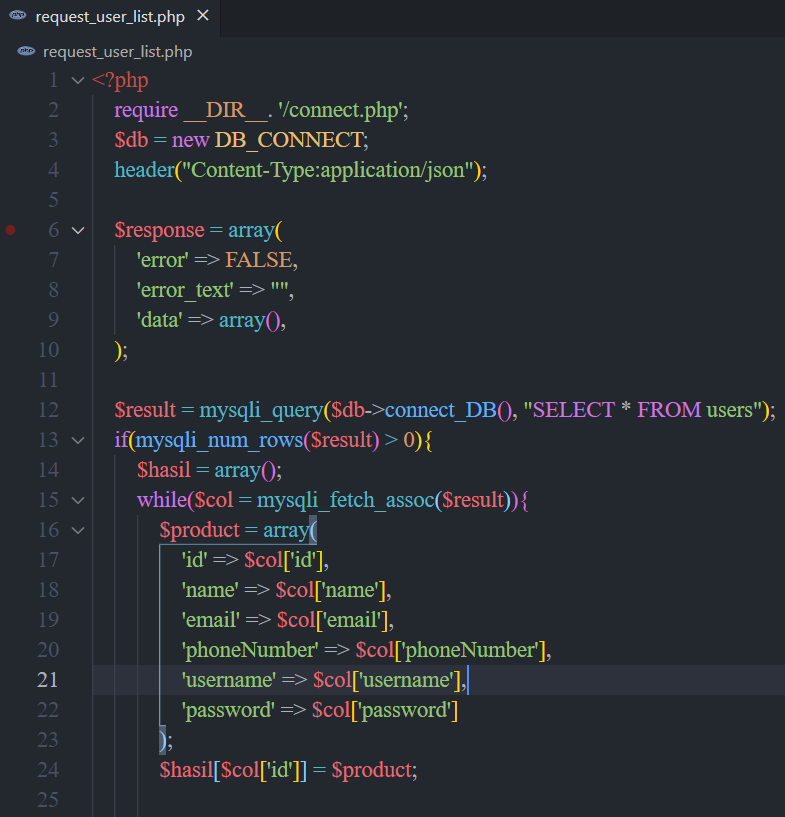 php request_user_list.php ×
php request_user_list.php
1 <?php
2 require __DIR__. '/connect.php';
3 $db = new DB_CONNECT;
4 header("Content-Type:application/json");
5
6 $response = array(
7 'error' => FALSE,
8 'error_text' => "",
9 'data' => array(),
10 );
11
12 $result = mysqli_query($db->connect_DB(), "SELECT * FROM users");
13 if(mysqli_num_rows($result) > 0){
14 $hasil = array();
15 while($col = mysqli_fetch_assoc($result)){
16 $product = array(
17 'id' => $col['id'],
18 'name' => $col['name'],
19 'email' => $col['email'],
20 'phoneNumber' => $col['phoneNumber'],
21 'username' => $col['username'],
22 'password' => $col['password']
23 );
24 $hasil[$col['id']] = $product;
25